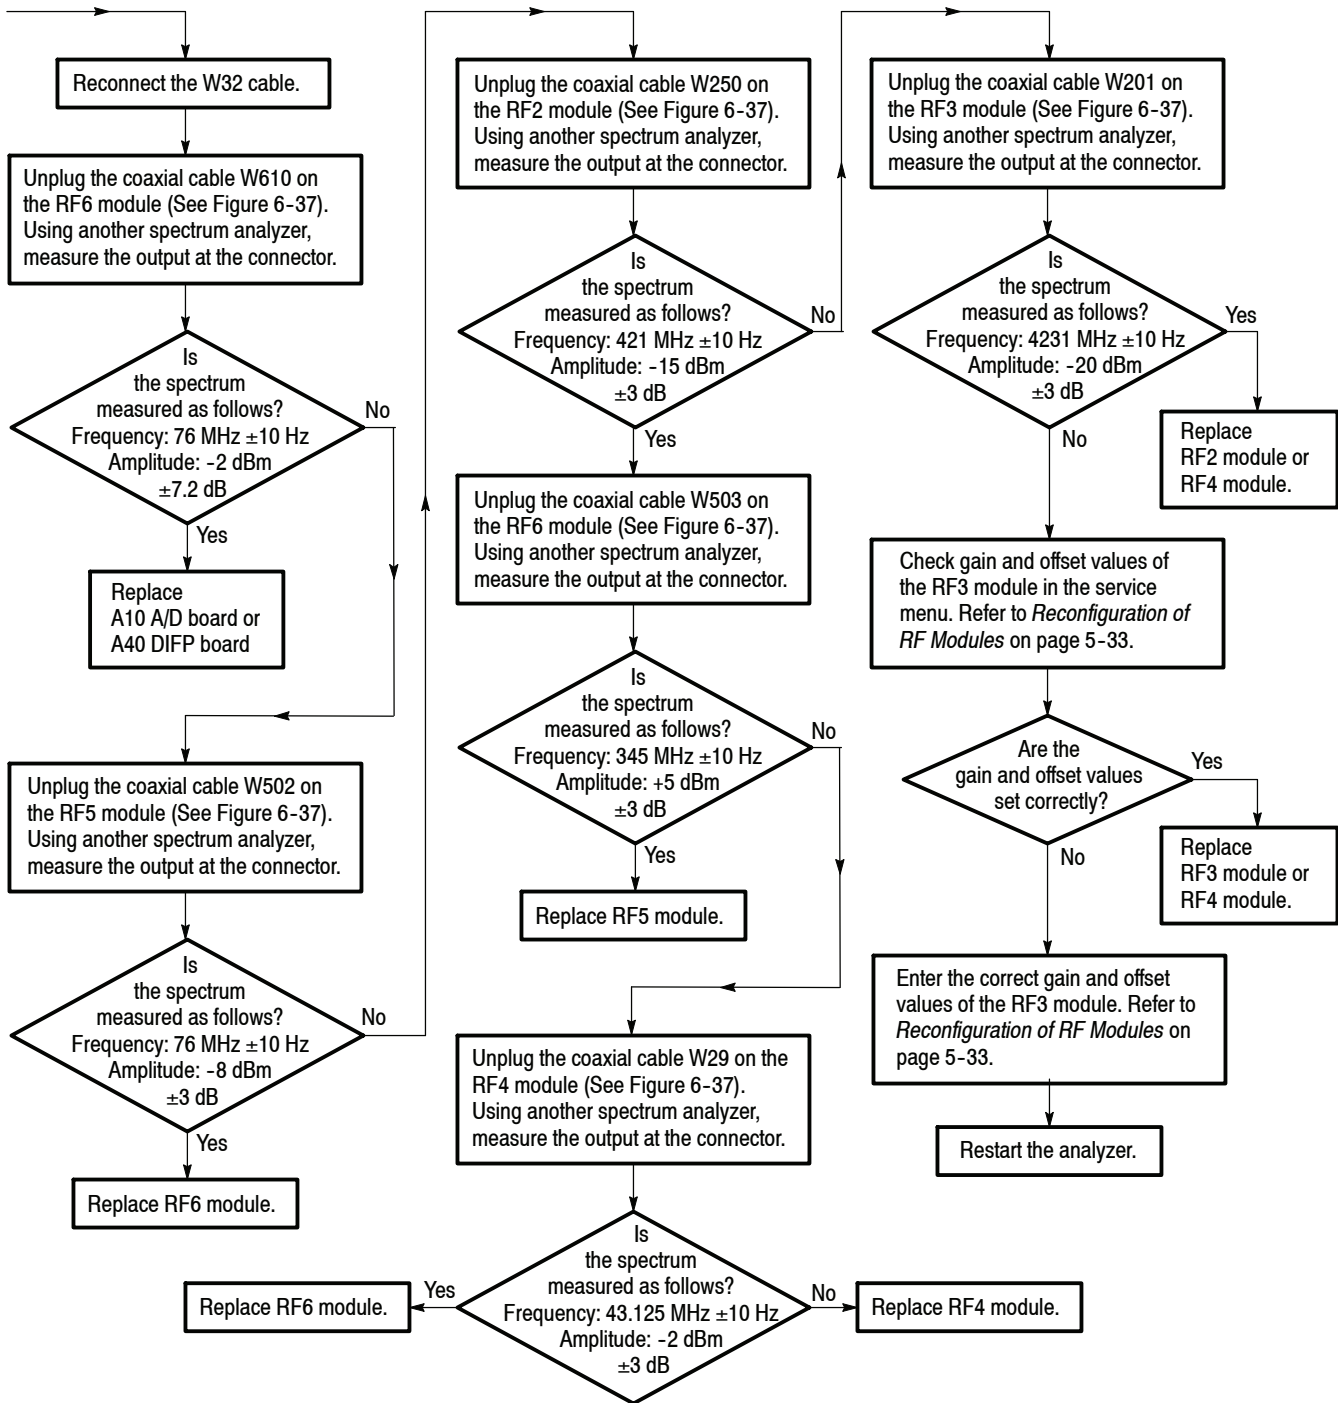 Reconnect the W32 cable.
Unplug the coaxial cable W610 on
the RF6 module (See Figure 6-37).
Using another spectrum analyzer,
measure the output at the connector.
Is
the spectrum
measured as follows?
Frequency: 76 MHz ±10 Hz
Amplitude: -2 dBm
±7.2 dB
No
Yes
Replace
A10 A/D board or
A40 DIFP board
Unplug the coaxial cable W502 on
the RF5 module (See Figure 6-37).
Using another spectrum analyzer,
measure the output at the connector.
Is
the spectrum
measured as follows?
Frequency: 76 MHz ±10 Hz
Amplitude: -8 dBm
±3 dB
No
Yes
Replace RF6 module.
Unplug the coaxial cable W250 on
the RF2 module (See Figure 6-37).
Using another spectrum analyzer,
measure the output at the connector.
Is
the spectrum
measured as follows?
Frequency: 421 MHz ±10 Hz
Amplitude: -15 dBm
±3 dB
No
Yes
Unplug the coaxial cable W503 on
the RF6 module (See Figure 6-37).
Using another spectrum analyzer,
measure the output at the connector.
Is
the spectrum
measured as follows?
Frequency: 345 MHz ±10 Hz
Amplitude: +5 dBm
±3 dB
No
Yes
Replace RF5 module.
Unplug the coaxial cable W29 on the
RF4 module (See Figure 6-37).
Using another spectrum analyzer,
measure the output at the connector.
Is
the spectrum
measured as follows?
Frequency: 43.125 MHz ±10 Hz
Amplitude: -2 dBm
±3 dB
Yes
Replace RF6 module.
No
Replace RF4 module.
Unplug the coaxial cable W201 on
the RF3 module (See Figure 6-37).
Using another spectrum analyzer,
measure the output at the connector.
Is
the spectrum
measured as follows?
Frequency: 4231 MHz ±10 Hz
Amplitude: -20 dBm
±3 dB
Yes
Replace
RF2 module or
RF4 module.
No
Check gain and offset values of
the RF3 module in the service
menu. Refer to Reconfiguration of
RF Modules on page 5-33.
Are the
gain and offset values
set correctly?
Yes
Replace
RF3 module or
RF4 module.
No
Enter the correct gain and offset
values of the RF3 module. Refer to
Reconfiguration of RF Modules on
page 5-33.
Restart the analyzer.